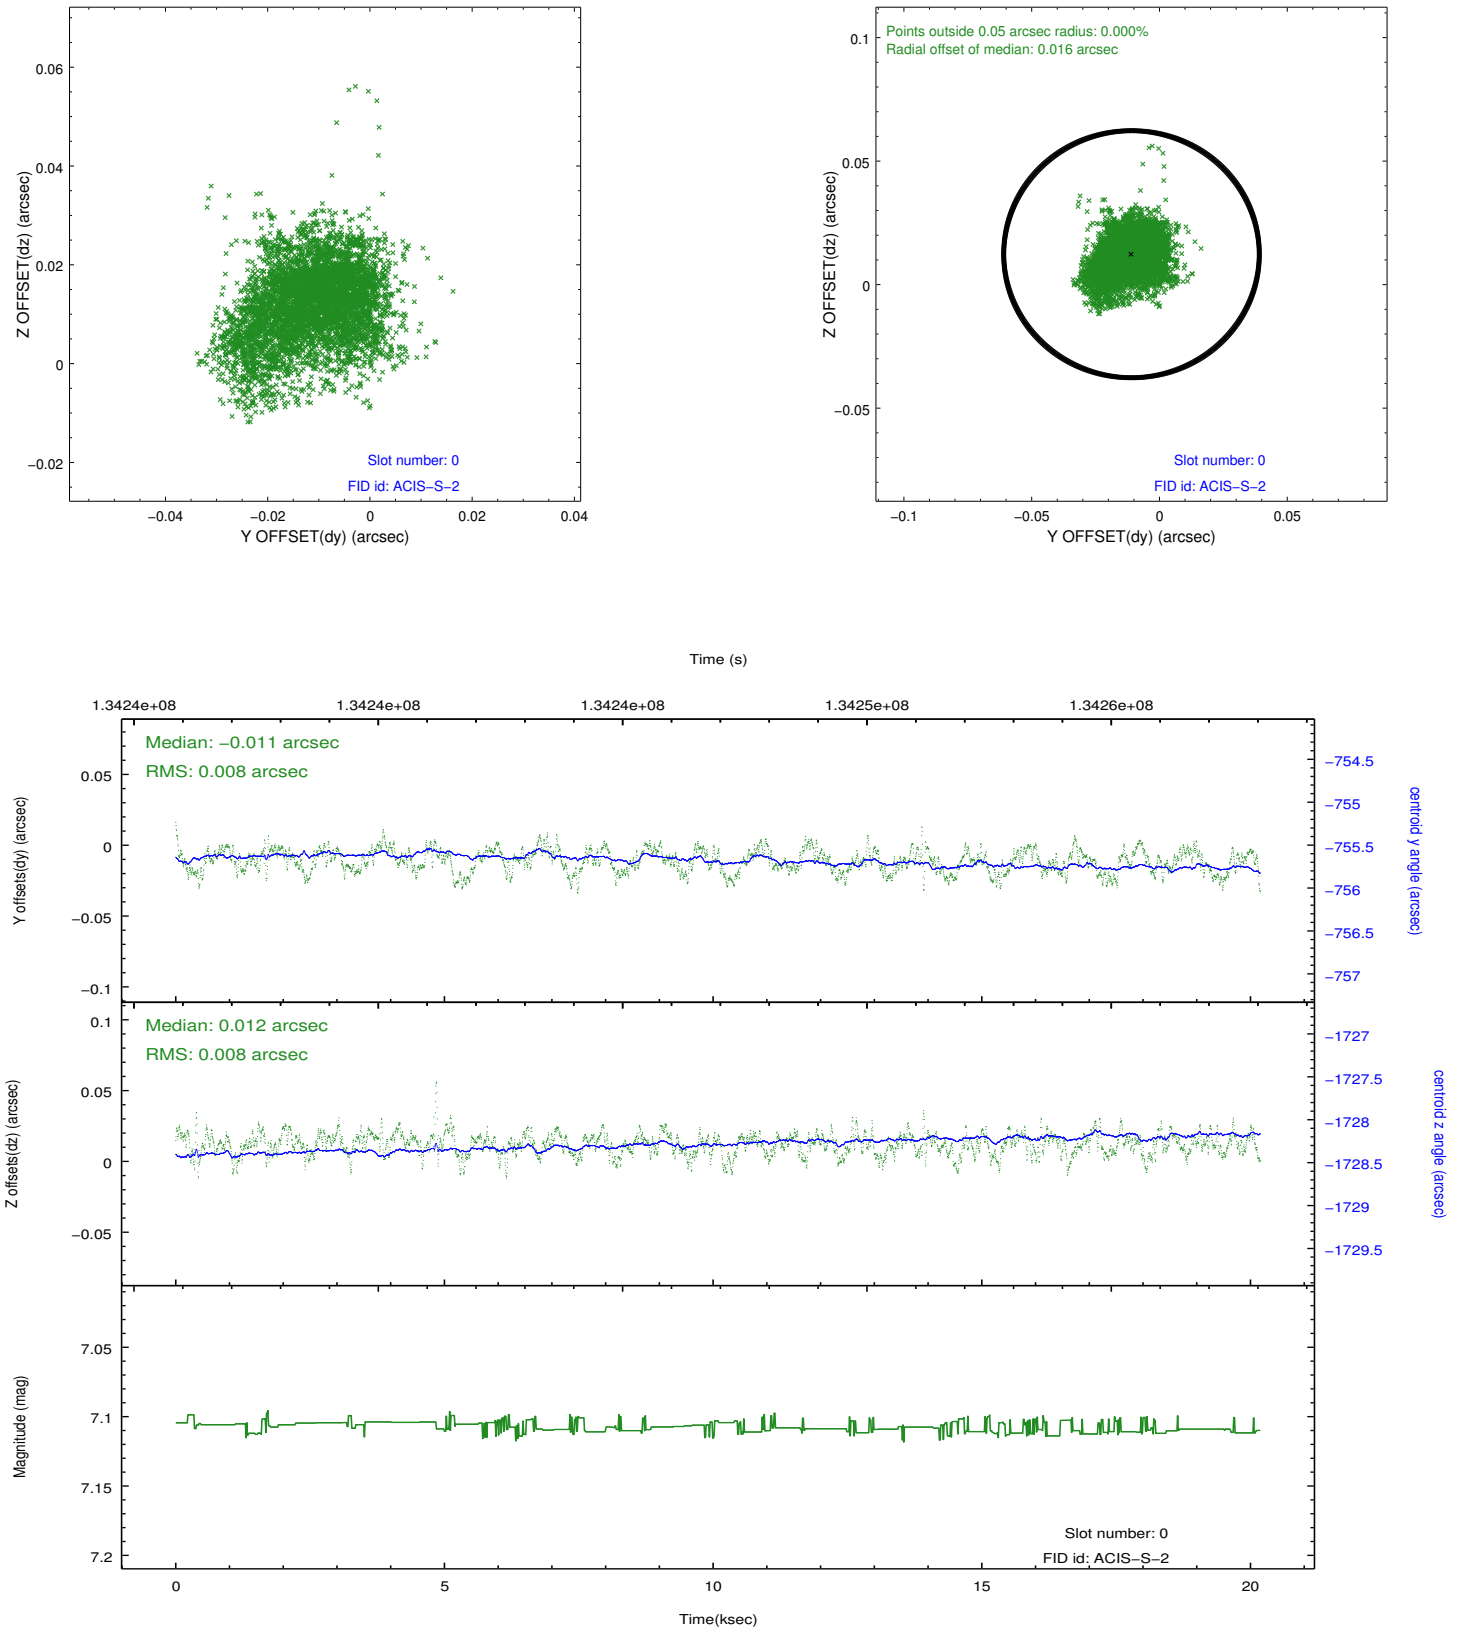 0.06
0.04
0.02
0
−0.02
Z OFFSET(dz) (arcsec)
Slot number: 0
FID id: ACIS−S−2
−0.04
−0.02
0
0.02
0.04
Y OFFSET(dy) (arcsec)
Points outside 0.05 arcsec radius: 0.000%
Radial offset of median: 0.016 arcsec
0.1
0.05
0
−0.05
Z OFFSET(dz) (arcsec)
Slot number: 0
FID id: ACIS−S−2
−0.1
−0.05
0
0.05
Y OFFSET(dy) (arcsec)
Time (s)
1.3424e+08
1.3424e+08
1.3424e+08
1.3425e+08
1.3426e+08
Median: −0.011 arcsec
RMS: 0.008 arcsec
0.05
0
−0.05
−0.1
Y offsets(dy) (arcsec)
−754.5
−755
−755.5
−756
−756.5
−757
centroid y angle (arcsec)
Median: 0.012 arcsec
RMS: 0.008 arcsec
0.1
0.05
0
−0.05
Z offsets(dz) (arcsec)
−1727
−1727.5
−1728
−1728.5
−1729
−1729.5
centroid z angle (arcsec)
7.05
7.1
7.15
7.2
Magnitude (mag)
Slot number: 0
FID id: ACIS−S−2
0
5
10
15
20
Time(ksec)